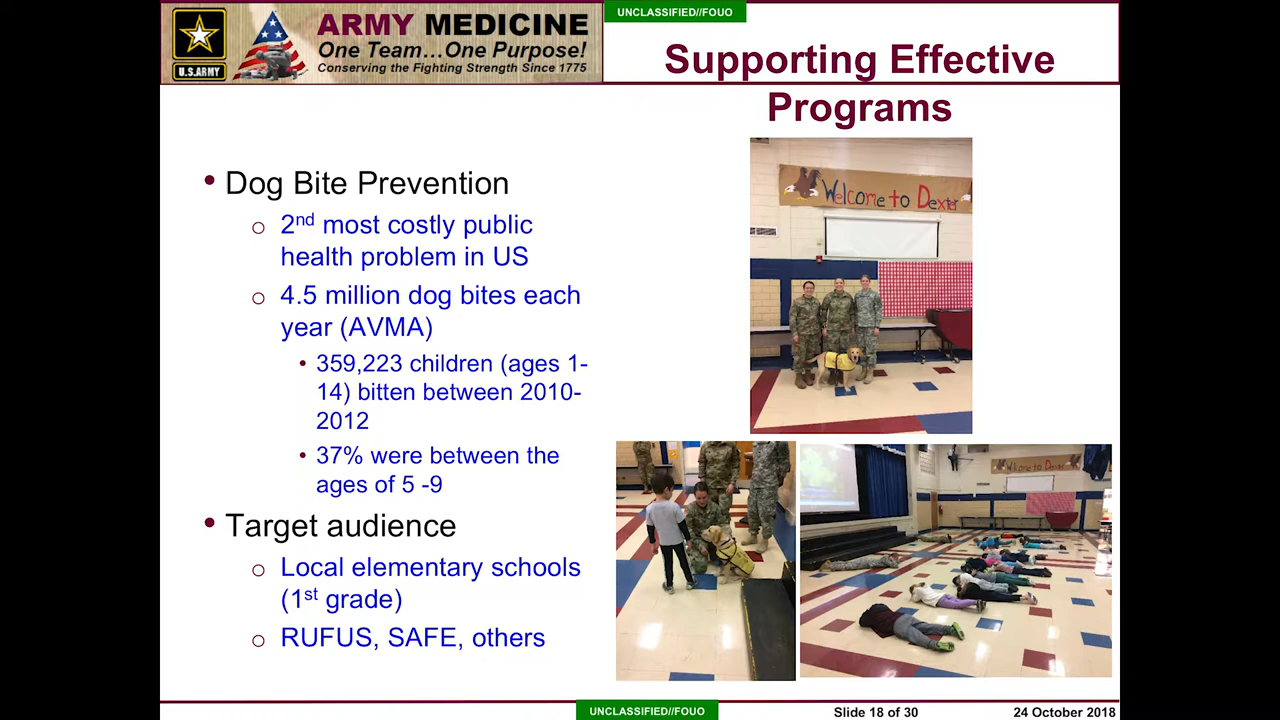 UNCLASSIFIED//FOUO
ARMY MEDICINE
One Team…One Purpose!
Conserving the Fighting Strength Since 1775
U.S.ARMY
Supporting Effective
Programs
• Dog Bite Prevention
o 2nd most costly public
health problem in US
o 4.5 million dog bites each
year (AVMA)
• 359,223 children (ages 1-
14) bitten between 2010-
2012
• 37% were between the
ages of 5 -9
• Target audience
o Local elementary schools
(1st grade)
o RUFUS, SAFE, others
Welcome to Dexter
Welcome to Dexter
UNCLASSIFIED//FOUO
Slide 18 of 30
24 October 2018